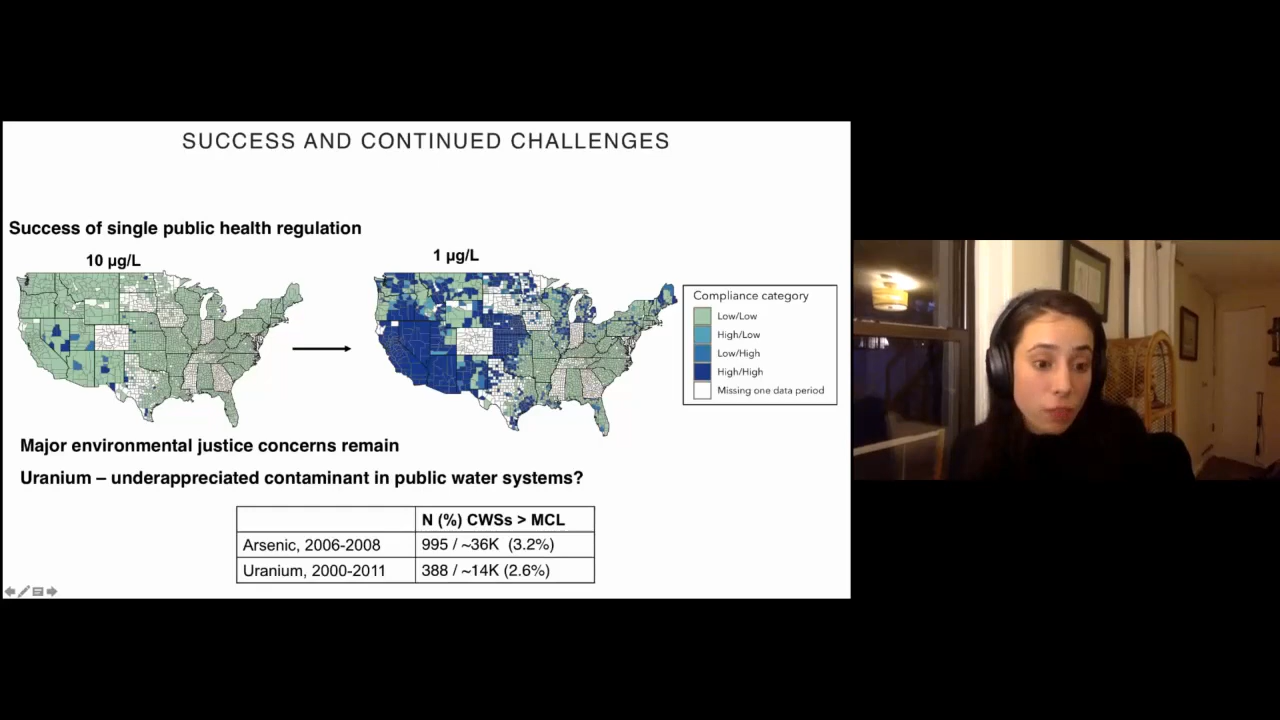 SUCCESS AND CONTINUED CHALLENGES
Success of single public health regulation
10 µg/L
1 µg/L
Compliance category
Low/Low
High/Low
Low/High
High/High
Missing one data period
Major environmental justice concerns remain
Uranium – underappreciated contaminant in public water systems?
N (%) CWSs > MCL
Arsenic, 2006-2008 995 / ~36K (3.2%)
Uranium, 2000-2011 388 / ~14K (2.6%)